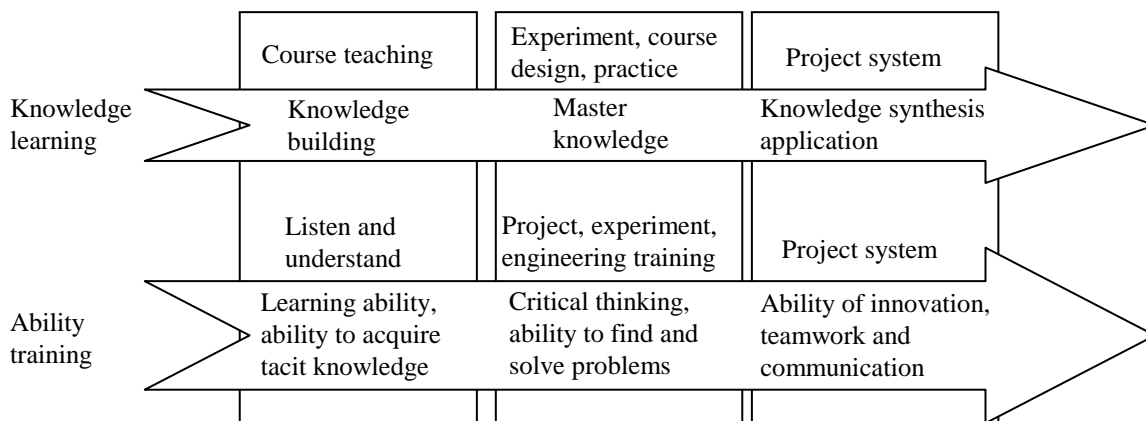 Course teaching
Experiment, course
design, practice
Project system
Knowledge
learning
Knowledge
building
Master
knowledge
Knowledge synthesis
application
Listen and
understand
Project, experiment,
engineering training
Project system
Ability
training
Learning ability,
ability to acquire
tacit knowledge
Critical thinking,
ability to find and
solve problems
Ability of innovation,
teamwork and
communication